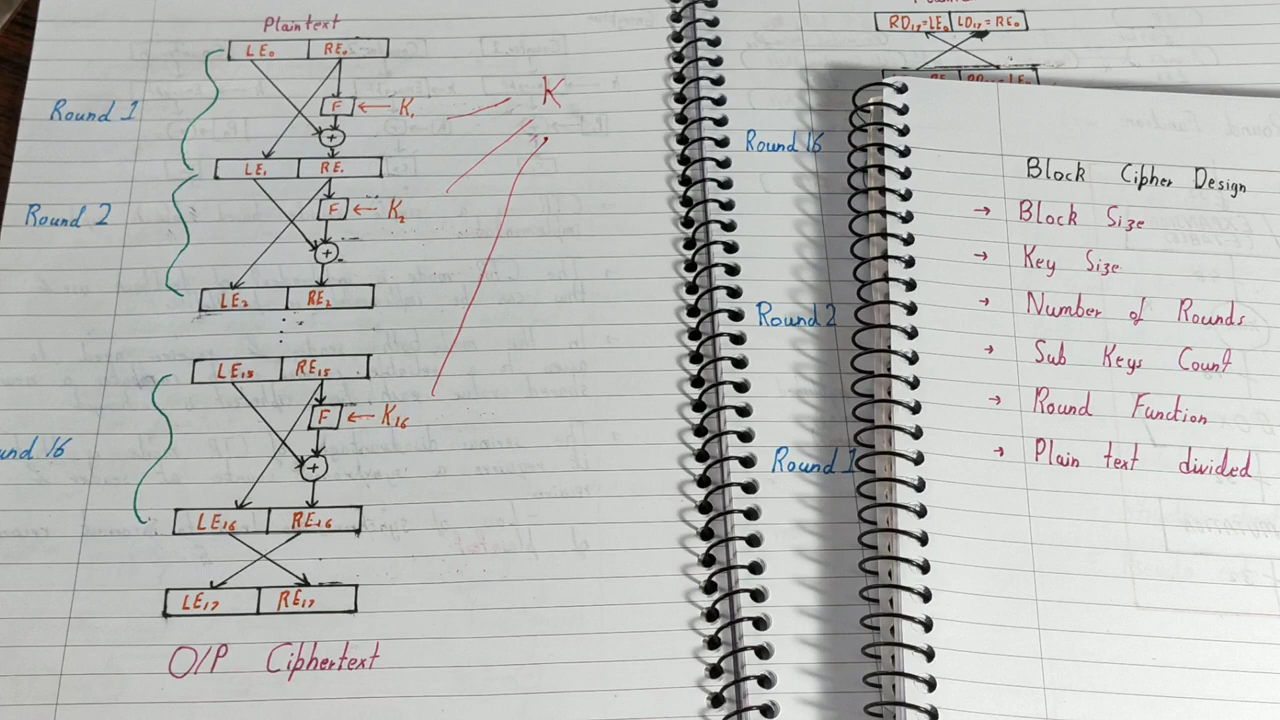 Plaintext
LE₀ RE₀
Round 1
F ← K₁
K
+
LE₁ RE₁
Round 2
F ← K₂
+
LE₂ RE₂
LE₁₅ RE₁₅
F ← K₁₆
und 16
+
LE₁₆ RE₁₆
LE₁₇ RE₁₇
O/P Ciphertext
RD₁₇=LE₀ LD₁₇=RE₀
Round 16
Round 2
Round 1
Block Cipher Design
→ Block Size
→ Key Size
→ Number of Rounds
→ Sub Keys Count
→ Round Function
→ Plain text divided